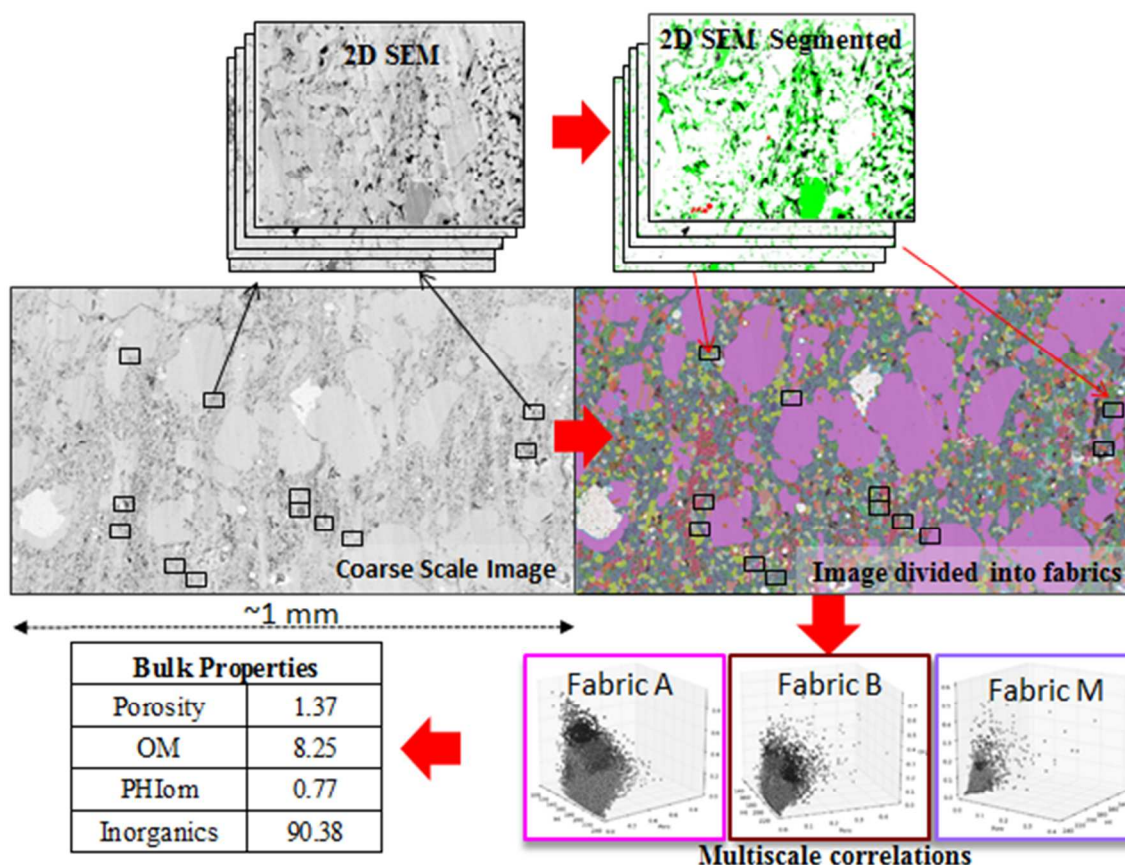 2D SEM
2D SEM Segmented
Coarse Scale Image
Image divided into fabrics
~1 mm
Bulk Properties
Porosity 1.37
OM 8.25
PHIom 0.77
Inorganics 90.38
Fabric A
Fabric B
Fabric M
Multiscale correlations